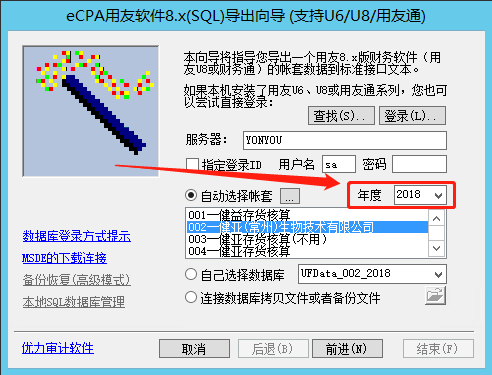 eCPA用友软件8.x(SQL)导出向导 (支持U6/U8/用友通)
本向导将指导您导出一个用友8.x版财务软件（用
友U8或财务通）的帐套数据到标准接口文本。
如果本机安装了用友U6、U8或用友通系列，您也可
以尝试直接登录：
查找(S).. 登录(L)..
服务器： YONYOU
指定登录ID 用户名 sa 密码
自动选择帐套 ... 年度 2018
001一健益存货核算
002一健亚(常州)生物技术有限公司
003一健亚存货核算(不用)
004一健亚存货核算
数据库登录方式提示
MSDE的下载连接
备份恢复(高级模式)
本地SQL数据库管理
自己选择数据库 UFData_002_2018
连接数据库拷贝文件或者备份文件
优力审计软件 取消 后退(B) 前进(N) 结束(F)